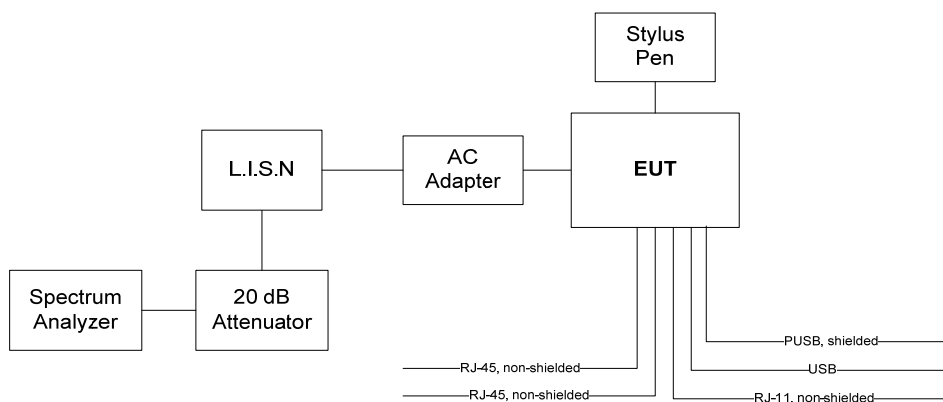 Stylus
Pen
L.I.S.N
AC
Adapter
EUT
Spectrum
Analyzer
20 dB
Attenuator
PUSB, shielded
RJ-45, non-shielded
USB
RJ-45, non-shielded
RJ-11, non-shielded